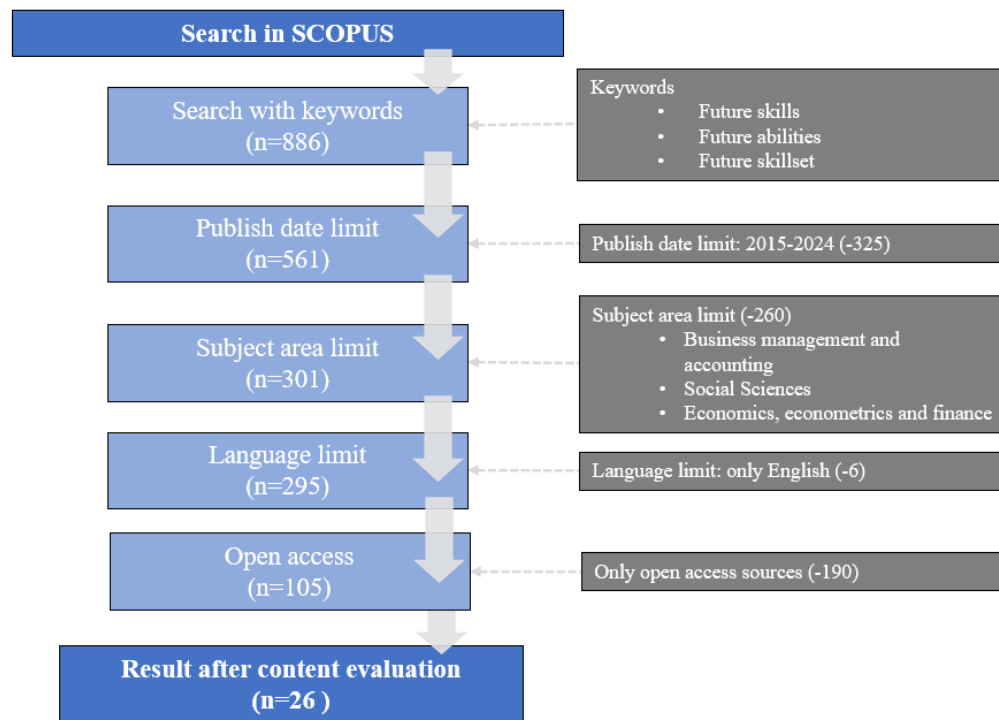 Search in SCOPUS
Search with keywords
(n=886)
Keywords
• Future skills
• Future abilities
• Future skillset
Publish date limit
(n=561)
Publish date limit: 2015-2024 (-325)
Subject area limit
(n=301)
Subject area limit (-260)
• Business management and
accounting
• Social Sciences
• Economics, econometrics and finance
Language limit
(n=295)
Language limit: only English (-6)
Open access
(n=105)
Only open access sources (-190)
Result after content evaluation
(n=26 )